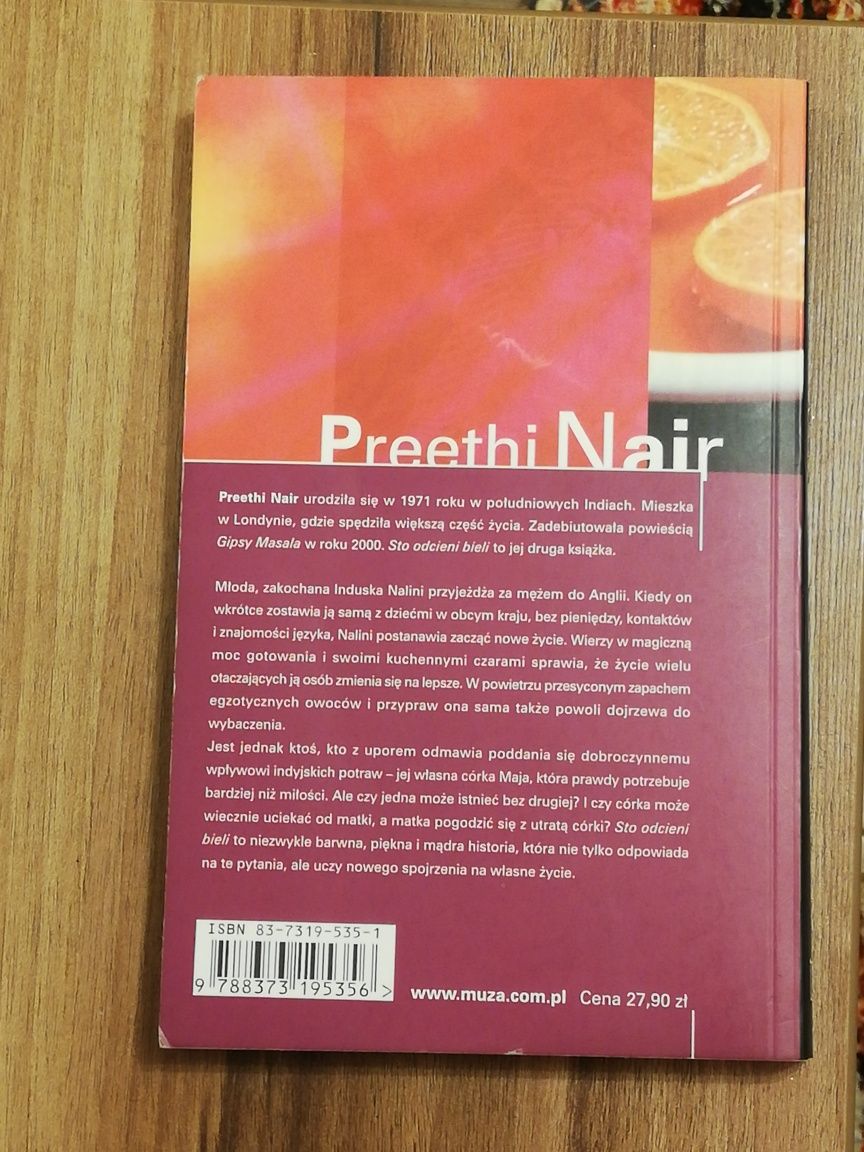 Preethi Nair
Preethi Nair urodziła się w 1971 roku w południowych Indiach. Mieszka
w Londynie, gdzie spędziła większą część życia. Zadebiutowała powieścią
Gipsy Masala w roku 2000. Sto odcieni bieli to jej druga książka.
Młoda, zakochana Induska Nalini przyjeżdża za mężem do Anglii. Kiedy on
wkrótce zostawia ją samą z dziećmi w obcym kraju, bez pieniędzy, kontaktów
i znajomości języka, Nalini postanawia zacząć nowe życie. Wierzy w magiczną
moc gotowania i swoimi kuchennymi czarami sprawia, że życie wielu
otaczających ją osób zmienia się na lepsze. W powietrzu przesyconym zapachem
egzotycznych owoców i przypraw ona sama także powoli dojrzewa do
wybaczenia.
Jest jednak ktoś, kto z uporem odmawia poddania się dobroczynnemu
wpływowi indyjskich potraw – jej własna córka Maja, która prawdy potrzebuje
bardziej niż miłości. Ale czy jedna może istnieć bez drugiej? I czy córka może
wiecznie uciekać od matki, a matka pogodzić się z utratą córki? Sto odcieni
bieli to niezwykle barwna, piękna i mądra historia, która nie tylko odpowiada
na te pytania, ale uczy nowego spojrzenia na własne życie.
ISBN 83-7319-535-1
9 788373 195356 >
www.muza.com.pl Cena 27,90 zł